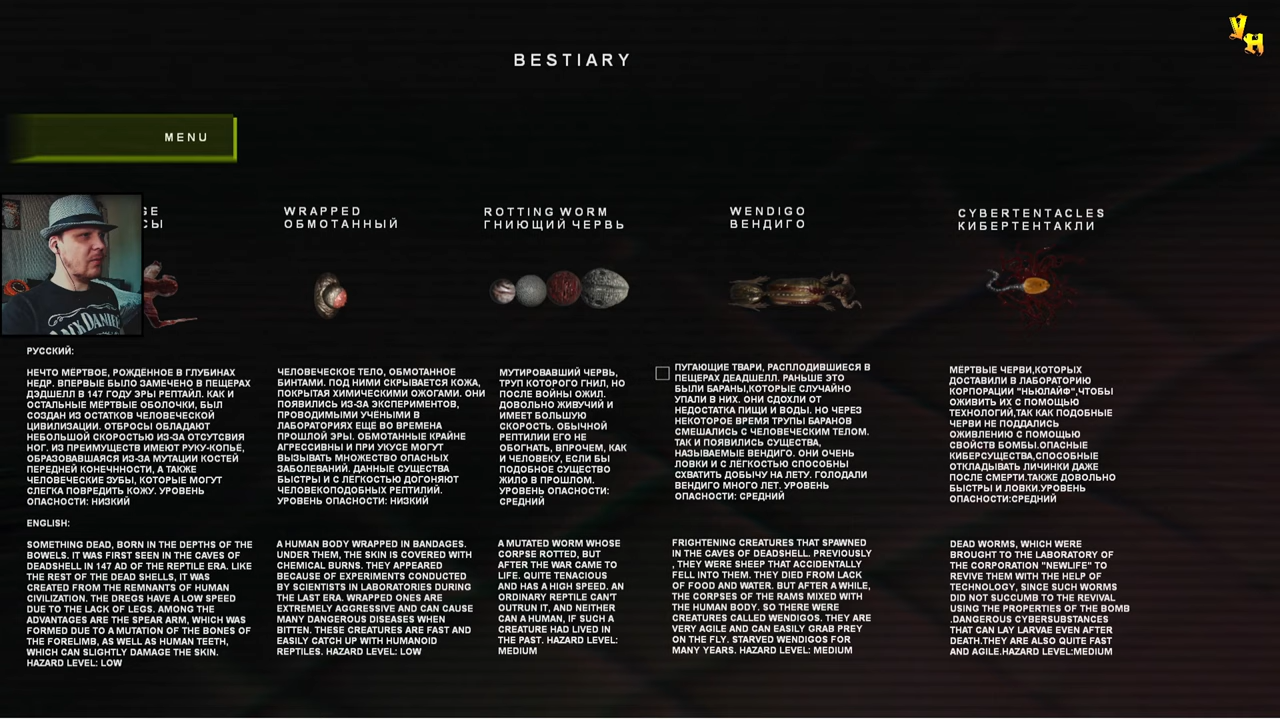 YH
BESTIARY
MENU
GE
СЫ
WRAPPED
ОБМОТАННЫЙ
ROTTING WORM
ГНИЮЩИЙ ЧЕРВЬ
WENDIGO
ВЕНДИГО
CYBERTENTACLES
КИБЕРТЕНТАКЛИ
РУССКИЙ:
НЕЧТО МЁРТВОЕ, РОЖДЁННОЕ В ГЛУБИНАХ
НЕДР. ВПЕРВЫЕ БЫЛО ЗАМЕЧЕНО В ПЕЩЕРАХ
ДЭДШЕЛЛ В 147 ГОДУ ЭРЫ РЕПТАЙЛ. КАК И
ОСТАЛЬНЫЕ МЕРТВЫЕ ОБОЛОЧКИ, БЫЛ
СОЗДАН ИЗ ОСТАТКОВ ЧЕЛОВЕЧЕСКОЙ
ЦИВИЛИЗАЦИИ. ОТБРОСЫ ОБЛАДАЮТ
НЕБОЛЬШОЙ СКОРОСТЬЮ ИЗ-ЗА ОТСУТСВИЯ
НОГ. ИЗ ПРЕИМУЩЕСТВ ИМЕЮТ РУКУ-КОПЬЕ,
ОБРАЗОВАВШАЯСЯ ИЗ-ЗА МУТАЦИИ КОСТЕЙ
ПЕРЕДНЕЙ КОНЕЧННОСТИ, А ТАКЖЕ
ЧЕЛОВЕЧЕСКИЕ ЗУБЫ, КОТОРЫЕ МОГУТ
СЛЕГКА ПОВРЕДИТЬ КОЖУ. УРОВЕНЬ
ОПАСНОСТИ: НИЗКИЙ
ЧЕЛОВЕЧЕСКОЕ ТЕЛО, ОБМОТАННОЕ
БИНТАМИ. ПОД НИМИ СКРЫВАЕТСЯ КОЖА,
ПОКРЫТАЯ ХИМИЧЕСКИМИ ОЖОГАМИ. ОНИ
ПОЯВИЛИСЬ ИЗ-ЗА ЭКСПЕРИМЕНТОВ,
ПРОВОДИМЫМИ УЧЕНЫМИ В
ЛАБОРАТОРИЯХ ЕЩЁ ВО ВРЕМЕНА
ПРОШЛОЙ ЭРЫ. ОБМОТАННЫЕ КРАЙНЕ
АГРЕССИВНЫ И ПРИ УКУСЕ МОГУТ
ВЫЗЫВАТЬ МНОЖЕСТВО ОПАСНЫХ
ЗАБОЛЕВАНИЙ. ДАННЫЕ СУЩЕСТВА
БЫСТРЫ И С ЛЕГКОСТЬЮ ДОГОНЯЮТ
ЧЕЛОВЕКОПОДОБНЫХ РЕПТИЛИЙ.
УРОВЕНЬ ОПАСНОСТИ: НИЗКИЙ
МУТИРОВАВШИЙ ЧЕРВЬ,
ТРУП КОТОРОГО ГНИЛ, НО
ПОСЛЕ ВОЙНЫ ОЖИЛ.
ДОВОЛЬНО ЖИВУЧИЙ И
ИМЕЕТ БОЛЬШУЮ
СКОРОСТЬ. ОБЫЧНОЙ
РЕПТИЛИИ ЕГО НЕ
ОБОГНАТЬ, ВПРОЧЕМ, КАК
И ЧЕЛОВЕКУ, ЕСЛИ БЫ
ПОДОБНОЕ СУЩЕСТВО
ЖИЛО В ПРОШЛОМ.
УРОВЕНЬ ОПАСНОСТИ:
СРЕДНИЙ
ПУГАЮЩИЕ ТВАРИ, РАСПЛОДИВШИЕСЯ В
ПЕЩЕРАХ ДЕАДШЕЛЛ. РАНЬШЕ ЭТО
БЫЛИ БАРАНЫ,КОТОРЫЕ СЛУЧАЙНО
УПАЛИ В НИХ. ОНИ СДОХЛИ ОТ
НЕДОСТАТКА ПИЩИ И ВОДЫ. НО ЧЕРЕЗ
НЕКОТОРОЕ ВРЕМЯ ТРУПЫ БАРАНОВ
СМЕШАЛИСЬ С ЧЕЛОВЕЧЕСКИМ ТЕЛОМ.
ТАК И ПОЯВИЛИСЬ СУЩЕСТВА,
НАЗЫВАЕМЫЕ ВЕНДИГО. ОНИ ОЧЕНЬ
ЛОВКИ И С ЛЕГКОСТЬЮ СПОСОБНЫ
СХВАТИТЬ ДОБЫЧУ НА ЛЕТУ. ГОЛОДАЛИ
ВЕНДИГО МНОГО ЛЕТ. УРОВЕНЬ
ОПАСНОСТИ: СРЕДНИЙ
МЕРТВЫЕ ЧЕРВИ,КОТОРЫХ
ДОСТАВИЛИ В ЛАБОРАТОРИЮ
КОРПОРАЦИИ "НЬЮЛАЙФ",ЧТОБЫ
ОЖИВИТЬ ИХ С ПОМОЩЬЮ
ТЕХНОЛОГИЙ,ТАК КАК ПОДОБНЫЕ
ЧЕРВИ НЕ ПОДДАЛИСЬ
ОЖИВЛЕНИЮ С ПОМОЩЬЮ
СВОЙСТВ БОМБЫ.ОПАСНЫЕ
КИБЕРСУЩЕСТВА,СПОСОБНЫЕ
ОТКЛАДЫВАТЬ ЛИЧИНКИ ДАЖЕ
ПОСЛЕ СМЕРТИ.ТАКЖЕ ДОВОЛЬНО
БЫСТРЫ И ЛОВКИ.УРОВЕНЬ
ОПАСНОСТИ:СРЕДНИЙ
ENGLISH:
SOMETHING DEAD, BORN IN THE DEPTHS OF THE
BOWELS. IT WAS FIRST SEEN IN THE CAVES OF
DEADSHELL IN 147 AD OF THE REPTILE ERA. LIKE
THE REST OF THE DEAD SHELLS, IT WAS
CREATED FROM THE REMNANTS OF HUMAN
CIVILIZATION. THE DREGS HAVE A LOW SPEED
DUE TO THE LACK OF LEGS. AMONG THE
ADVANTAGES ARE THE SPEAR ARM, WHICH WAS
FORMED DUE TO A MUTATION OF THE BONES OF
THE FORELIMB, AS WELL AS HUMAN TEETH,
WHICH CAN SLIGHTLY DAMAGE THE SKIN.
HAZARD LEVEL: LOW
A HUMAN BODY WRAPPED IN BANDAGES.
UNDER THEM, THE SKIN IS COVERED WITH
CHEMICAL BURNS. THEY APPEARED
BECAUSE OF EXPERIMENTS CONDUCTED
BY SCIENTISTS IN LABORATORIES DURING
THE LAST ERA. WRAPPED ONES ARE
EXTREMELY AGGRESSIVE AND CAN CAUSE
MANY DANGEROUS DISEASES WHEN
BITTEN. THESE CREATURES ARE FAST AND
EASILY CATCH UP WITH HUMANOID
REPTILES. HAZARD LEVEL: LOW
A MUTATED WORM WHOSE
CORPSE ROTTED, BUT
AFTER THE WAR CAME TO
LIFE. QUITE TENACIOUS
AND HAS A HIGH SPEED. AN
ORDINARY REPTILE CAN'T
OUTRUN IT, AND NEITHER
CAN A HUMAN, IF SUCH A
CREATURE HAD LIVED IN
THE PAST. HAZARD LEVEL:
MEDIUM
FRIGHTENING CREATURES THAT SPAWNED
IN THE CAVES OF DEADSHELL. PREVIOUSLY
, THEY WERE SHEEP THAT ACCIDENTALLY
FELL INTO THEM. THEY DIED FROM LACK
OF FOOD AND WATER. BUT AFTER A WHILE,
THE CORPSES OF THE RAMS MIXED WITH
THE HUMAN BODY. SO THERE WERE
CREATURES CALLED WENDIGOS. THEY ARE
VERY AGILE AND CAN EASILY GRAB PREY
ON THE FLY. STARVED WENDIGOS FOR
MANY YEARS. HAZARD LEVEL: MEDIUM
DEAD WORMS, WHICH WERE
BROUGHT TO THE LABORATORY OF
THE CORPORATION "NEWLIFE" TO
REVIVE THEM WITH THE HELP OF
TECHNOLOGY, SINCE SUCH WORMS
DID NOT SUCCUMB TO THE REVIVAL
USING THE PROPERTIES OF THE BOMB
.DANGEROUS CYBERSUBSTANCES
THAT CAN LAY LARVAE EVEN AFTER
DEATH.THEY ARE ALSO QUITE FAST
AND AGILE.HAZARD LEVEL:MEDIUM